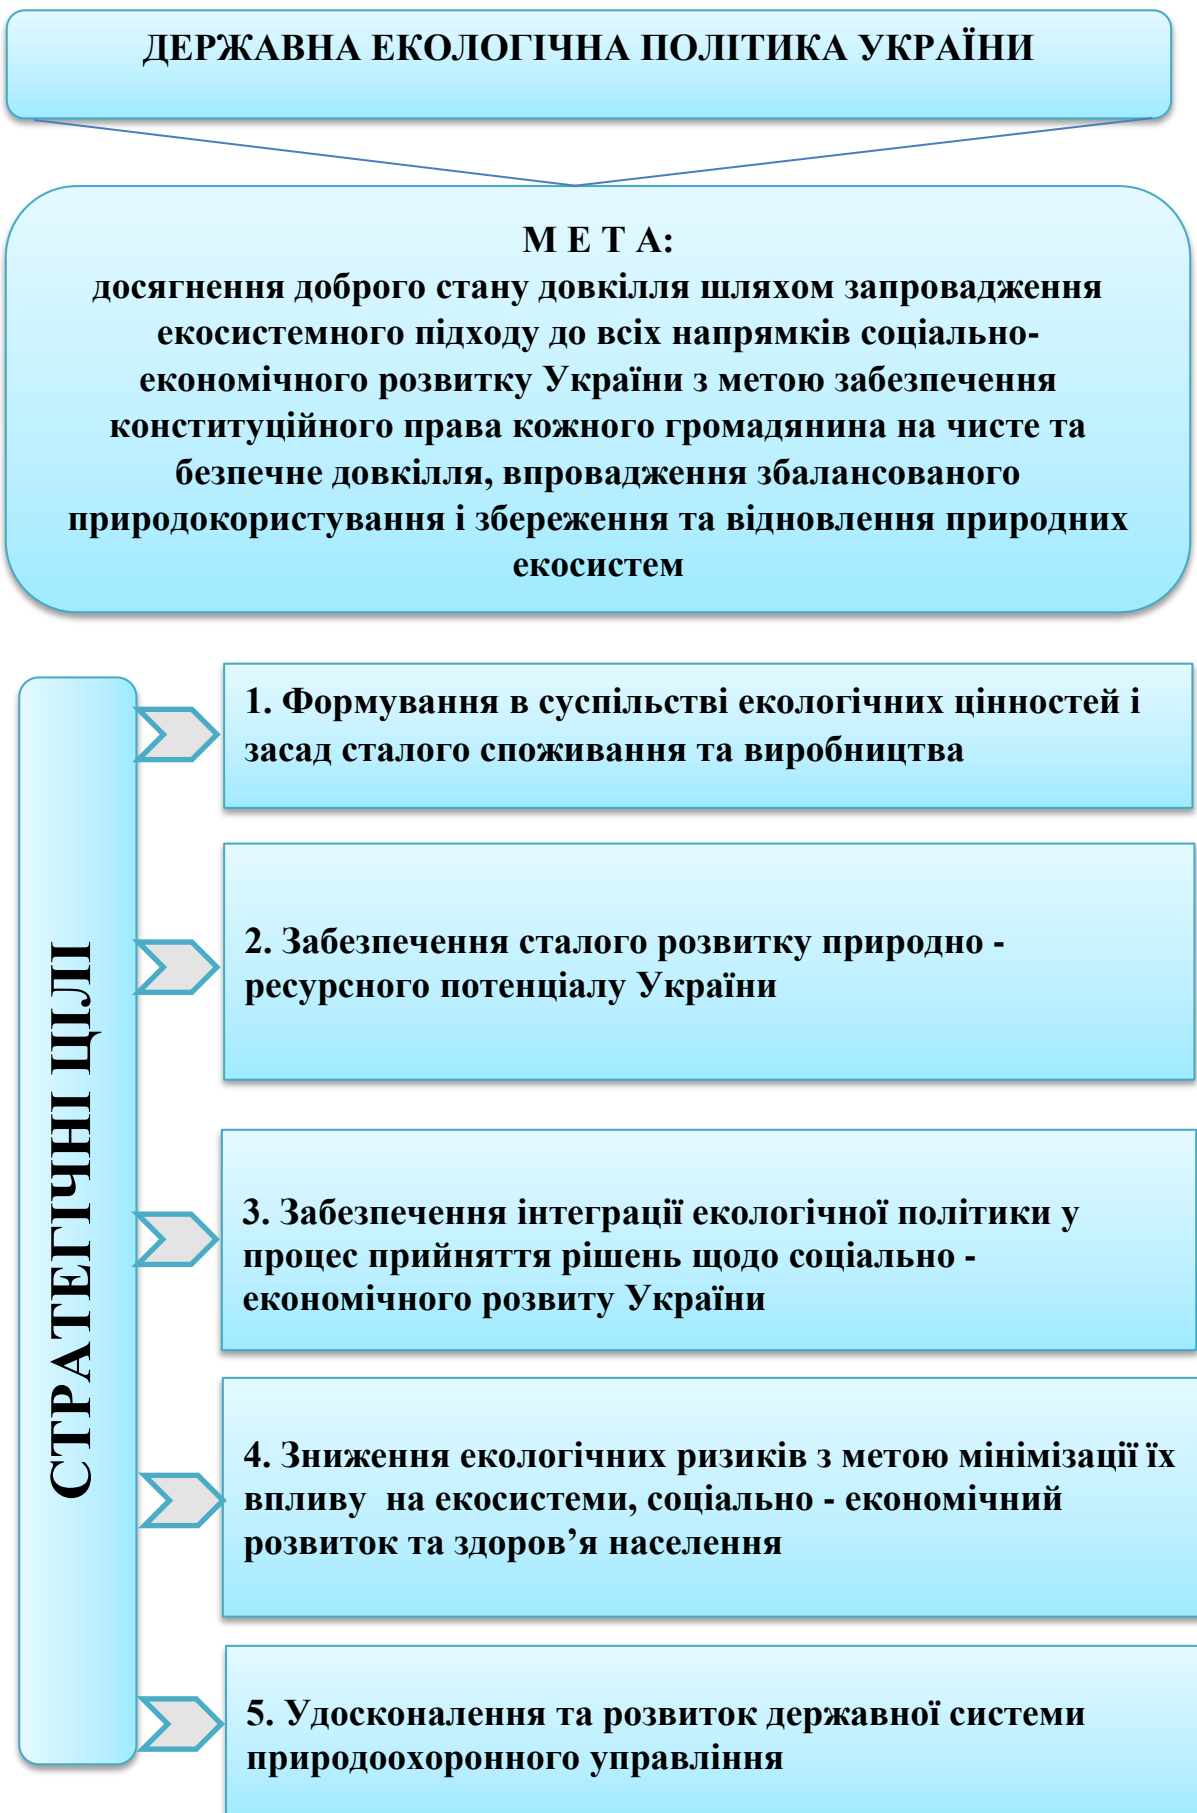 ДЕРЖАВНА ЕКОЛОГІЧНА ПОЛІТИКА УКРАЇНИ
М Е Т А:
досягнення доброго стану довкілля шляхом запровадження
екосистемного підходу до всіх напрямків соціально-
економічного розвитку України з метою забезпечення
конституційного права кожного громадянина на чисте та
безпечне довкілля, впровадження збалансованого
природокористування і збереження та відновлення природних
екосистем
СТРАТЕГІЧНІ ЦІЛІ
1. Формування в суспільстві екологічних цінностей і
засад сталого споживання та виробництва
2. Забезпечення сталого розвитку природно -
ресурсного потенціалу України
3. Забезпечення інтеграції екологічної політики у
процес прийняття рішень щодо соціально -
економічного розвиту України
4. Зниження екологічних ризиків з метою мінімізації їх
впливу  на екосистеми, соціально - економічний
розвиток та здоров’я населення
5. Удосконалення та розвиток державної системи
природоохоронного управління